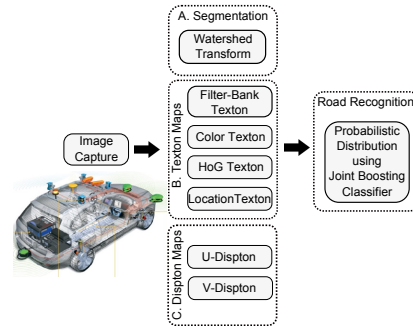 A. Segmentation
Watershed
Transform
B. Texton Maps
Filter-Bank
Texton
Color Texton
HoG Texton
LocationTexton
Image
Capture
Road Recognition
Probabilistic
Distribution
using
Joint Boosting
Classifier
C. Dispton Maps
U-Dispton
V-Dispton